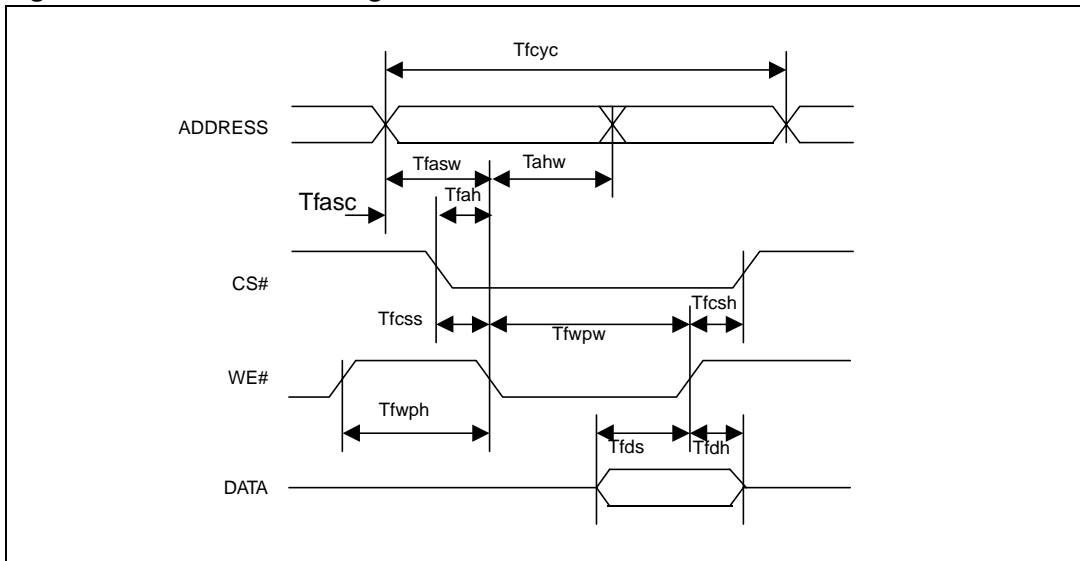 Tfcyc
ADDRESS
Tfasw
Tahw
Tfah
Tfasc
CS#
Tfcsh
Tfcss
Tfwpw
WE#
Tfwph
Tfds
Tfdh
DATA